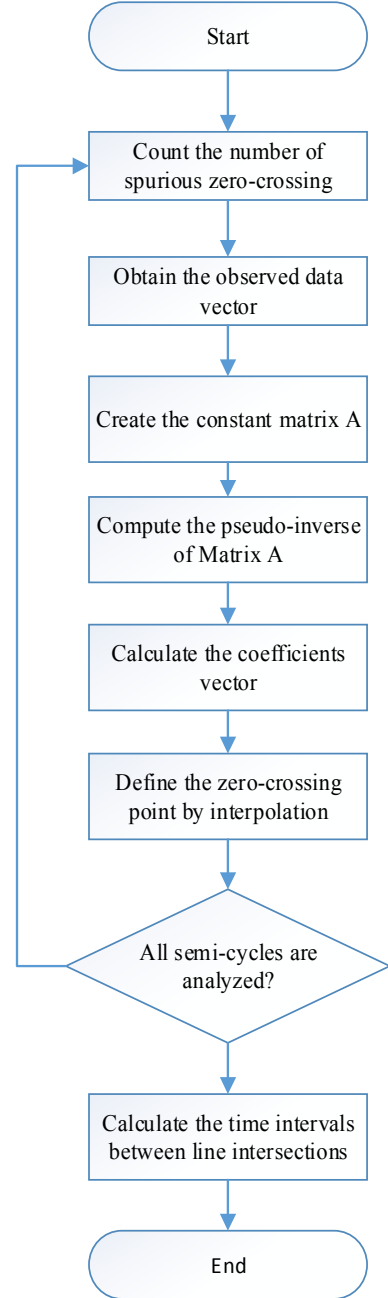 Start
Count the number of
spurious zero-crossing
Obtain the observed data
vector
Create the constant matrix A
Compute the pseudo-inverse
of Matrix A
Calculate the coefficients
vector
Define the zero-crossing
point by interpolation
All semi-cycles are
analyzed?
Calculate the time intervals
between line intersections
End